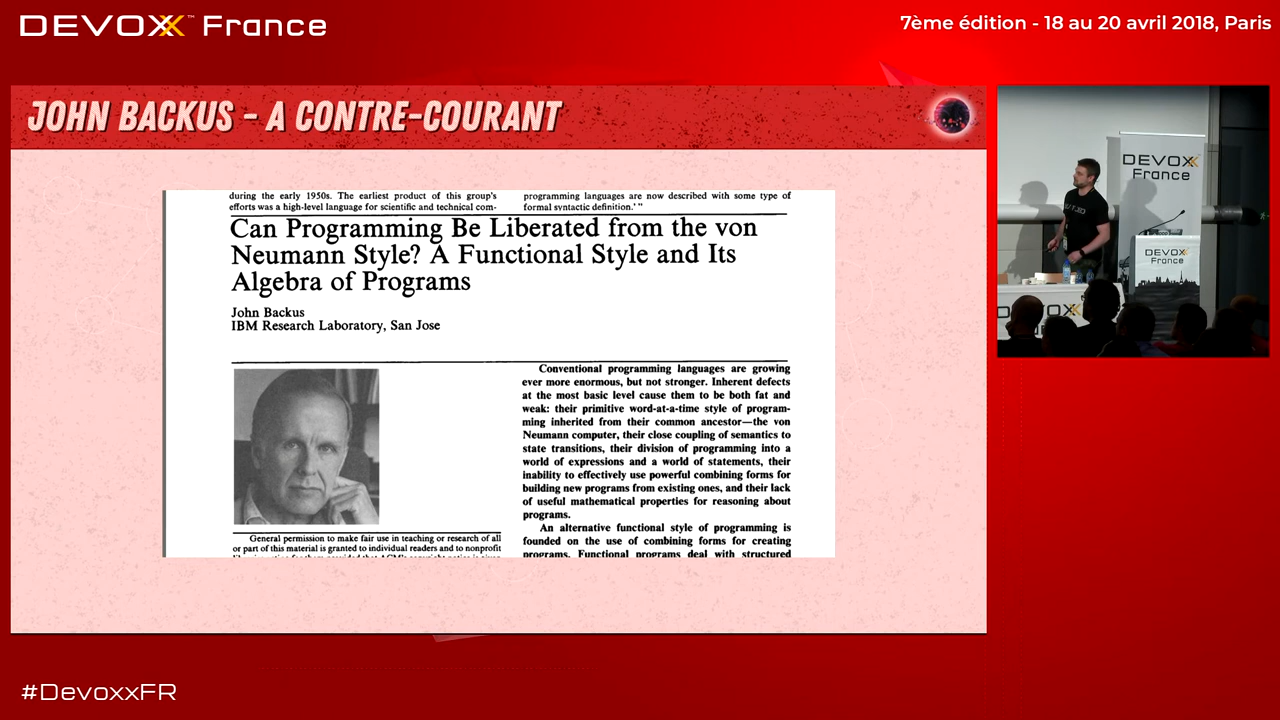 DEVOXX™ France
7ème édition - 18 au 20 avril 2018, Paris
JOHN BACKUS - A CONTRE-COURANT
during the early 1950s. The earliest product of this group's
efforts was a high-level language for scientific and technical com-
programming languages are now described with some type of
formal syntactic definition.' "
Can Programming Be Liberated from the von
Neumann Style? A Functional Style and Its
Algebra of Programs
John Backus
IBM Research Laboratory, San Jose
General permission to make fair use in teaching or research of all
or part of this material is granted to individual readers and to nonprofit
Conventional programming languages are growing
ever more enormous, but not stronger. Inherent defects
at the most basic level cause them to be both fat and
weak: their primitive word-at-a-time style of program-
ming inherited from their common ancestor—the von
Neumann computer, their close coupling of semantics to
state transitions, their division of programming into a
world of expressions and a world of statements, their
inability to effectively use powerful combining forms for
building new programs from existing ones, and their lack
of useful mathematical properties for reasoning about
programs.
An alternative functional style of programming is
founded on the use of combining forms for creating
programs. Functional programs deal with structured
DEVOXX
France
DEVOXX
France
#DevoxxFR